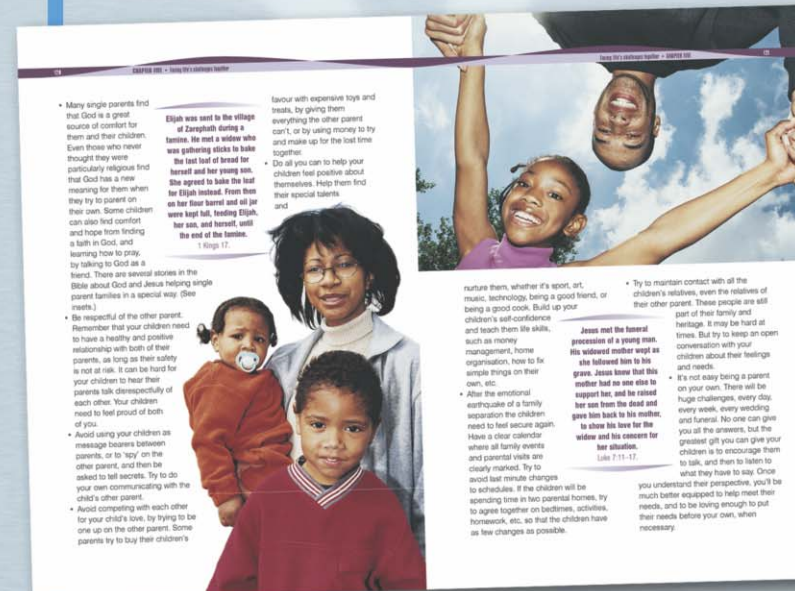 CHAPTER FIVE • Facing life's challenges together
• Many single parents find
that God is a great
source of comfort for
them and their children.
Even those who never
thought they were
particularly religious find
that God has a new
meaning for them when
they try to parent on
their own. Some children
can also find comfort
and hope from finding
a faith in God, and
learning how to pray,
by talking to God as a
friend. There are several stories in the
Bible about God and Jesus helping single
parent families in a special way. (See
insets.)
• Be respectful of the other parent.
Remember that your children need
to have a healthy and positive
relationship with both of their
parents, as long as their safety
is not at risk. It can be hard for
your children to hear their
parents talk disrespectfully of
each other. Your children
need to feel proud of both
of you.
• Avoid using your children as
message bearers between
parents, or to 'spy' on the
other parent, and then be
asked to tell secrets. Try to do
your own communicating with the
child's other parent.
• Avoid competing with each other
for your child's love, by trying to be
one up on the other parent. Some
parents try to buy their children's
Elijah was sent to the village
of Zarephath during a
famine. He met a widow who
was gathering sticks to bake
the last loaf of bread for
herself and her young son.
She agreed to bake the loaf
for Elijah instead. From then
on her flour barrel and oil jar
were kept full, feeding Elijah,
her son, and herself, until
the end of the famine.
1 Kings 17.
favour with expensive toys and
treats, by giving them
everything the other parent
can't, or by using money to try
and make up for the lost time
together.
• Do all you can to help your
children feel positive about
themselves. Help them find
their special talents
and
Facing life's challenges together • CHAPTER FIVE
nurture them, whether it's sport, art,
music, technology, being a good friend, or
being a good cook. Build up your
children's self-confidence
and teach them life skills,
such as money
management, home
organisation, how to fix
simple things on their
own, etc.
• After the emotional
earthquake of a family
separation the children
need to feel secure again.
Have a clear calendar
where all family events
and parental visits are
clearly marked. Try to
avoid last minute changes
to schedules. If the children will be
spending time in two parental homes, try
to agree together on bedtimes, activities,
homework, etc, so that the children have
as few changes as possible.
Jesus met the funeral
procession of a young man.
His widowed mother wept as
she followed him to his
grave. Jesus knew that this
mother had no one else to
support her, and he raised
her son from the dead and
gave him back to his mother,
to show his love for the
widow and his concern for
her situation.
Luke 7:11-17.
• Try to maintain contact with all the
children's relatives, even the relatives of
their other parent. These people are still
part of their family and
heritage. It may be hard at
times. But try to keep an open
conversation with your
children about their feelings
and needs.
• It's not easy being a parent
on your own. There will be
huge challenges, every day,
every week, every wedding
and funeral. No one can give
you all the answers, but the
greatest gift you can give your
children is to encourage them
to talk, and then to listen to
what they have to say. Once
you understand their perspective, you'll be
much better equipped to help meet their
needs, and to be loving enough to put
their needs before your own, when
necessary.